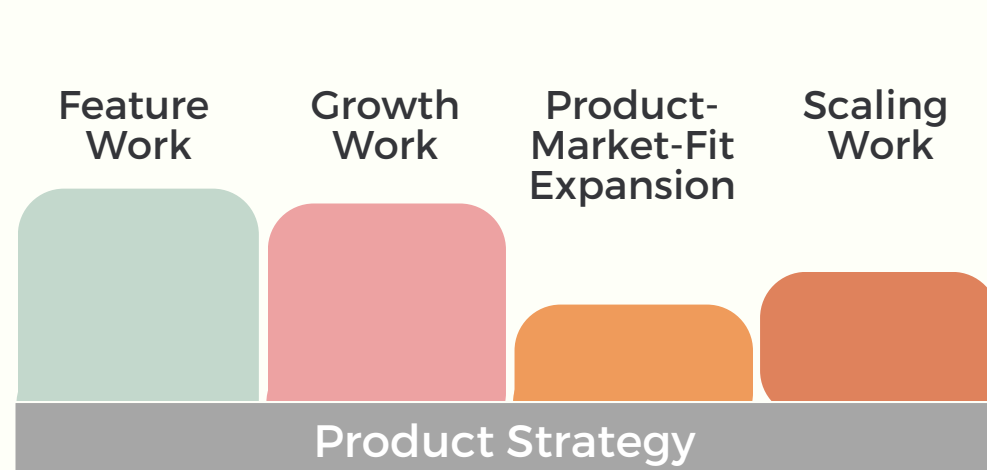 Feature
Work
Growth
Work
Product-
Market-Fit
Expansion
Scaling
Work
Product Strategy